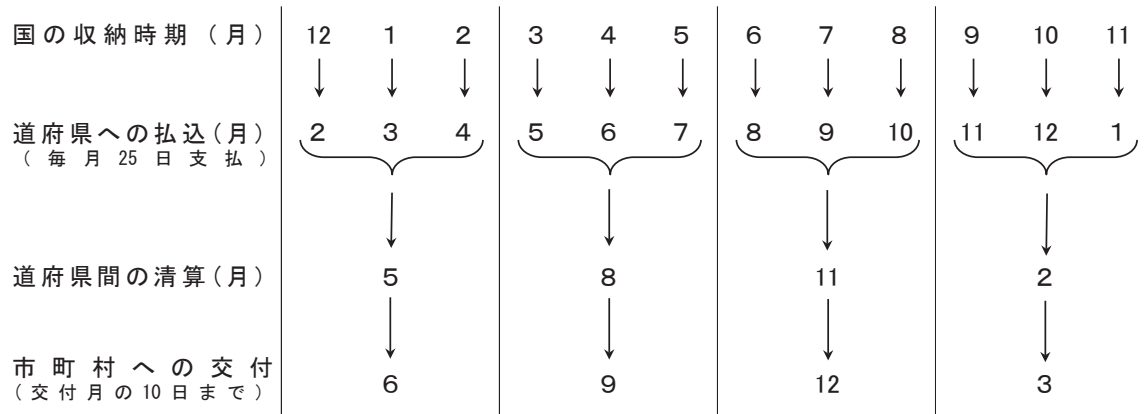 国の収納時期(月) 12 1 2 3 4 5 6 7 8 9 10 11
道府県への払込(月) 2 3 4 5 6 7 8 9 10 11 12 1
(毎月25日支払)
道府県間の清算(月) 5 8 11 2
市町村への交付 6 9 12 3
(交付月の10日まで)